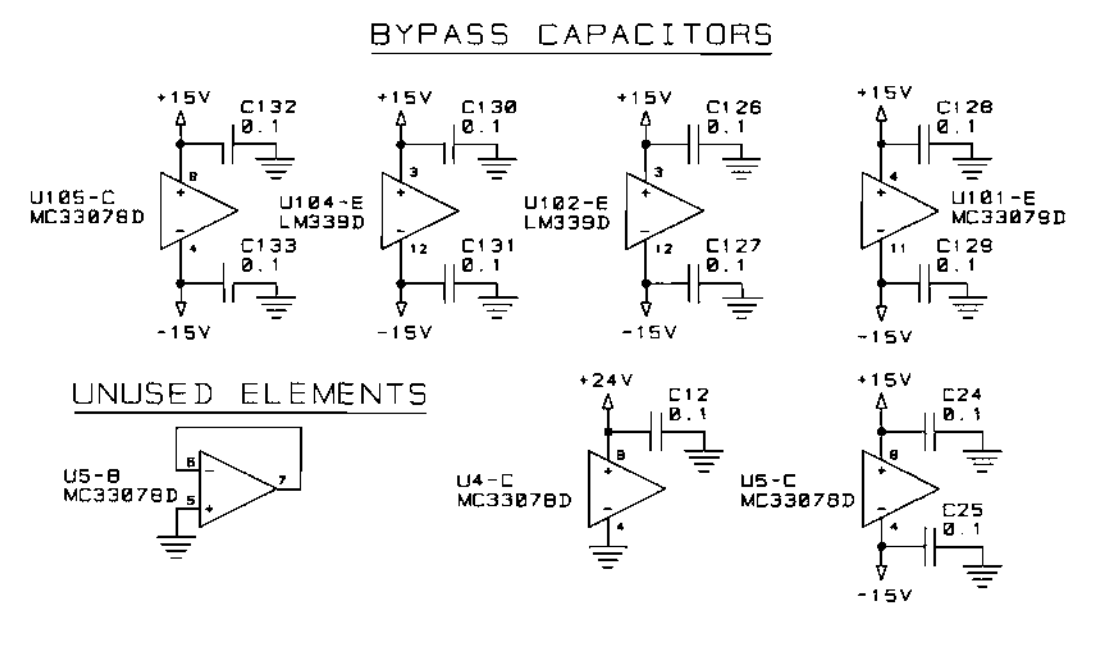 BYPASS CAPACITORS
+15V
C132
0.1
8
+
U105-C
MC33078D
-
4
C133
0.1
-15V
+15V
C130
0.1
3
+
U104-E
LM339D
-
12
C131
0.1
-15V
+15V
C126
0.1
3
+
U102-E
LM339D
-
12
C127
0.1
-15V
+15V
C128
0.1
4
+
U101-E
MC33079D
-
11
C129
0.1
-15V
UNUSED ELEMENTS
6
-
7
U5-B
MC33078D
5
+
+24V
C12
0.1
8
+
U4-C
MC33078D
-
4
+15V
C24
0.1
8
+
U5-C
MC33078D
-
4
C25
0.1
-15V